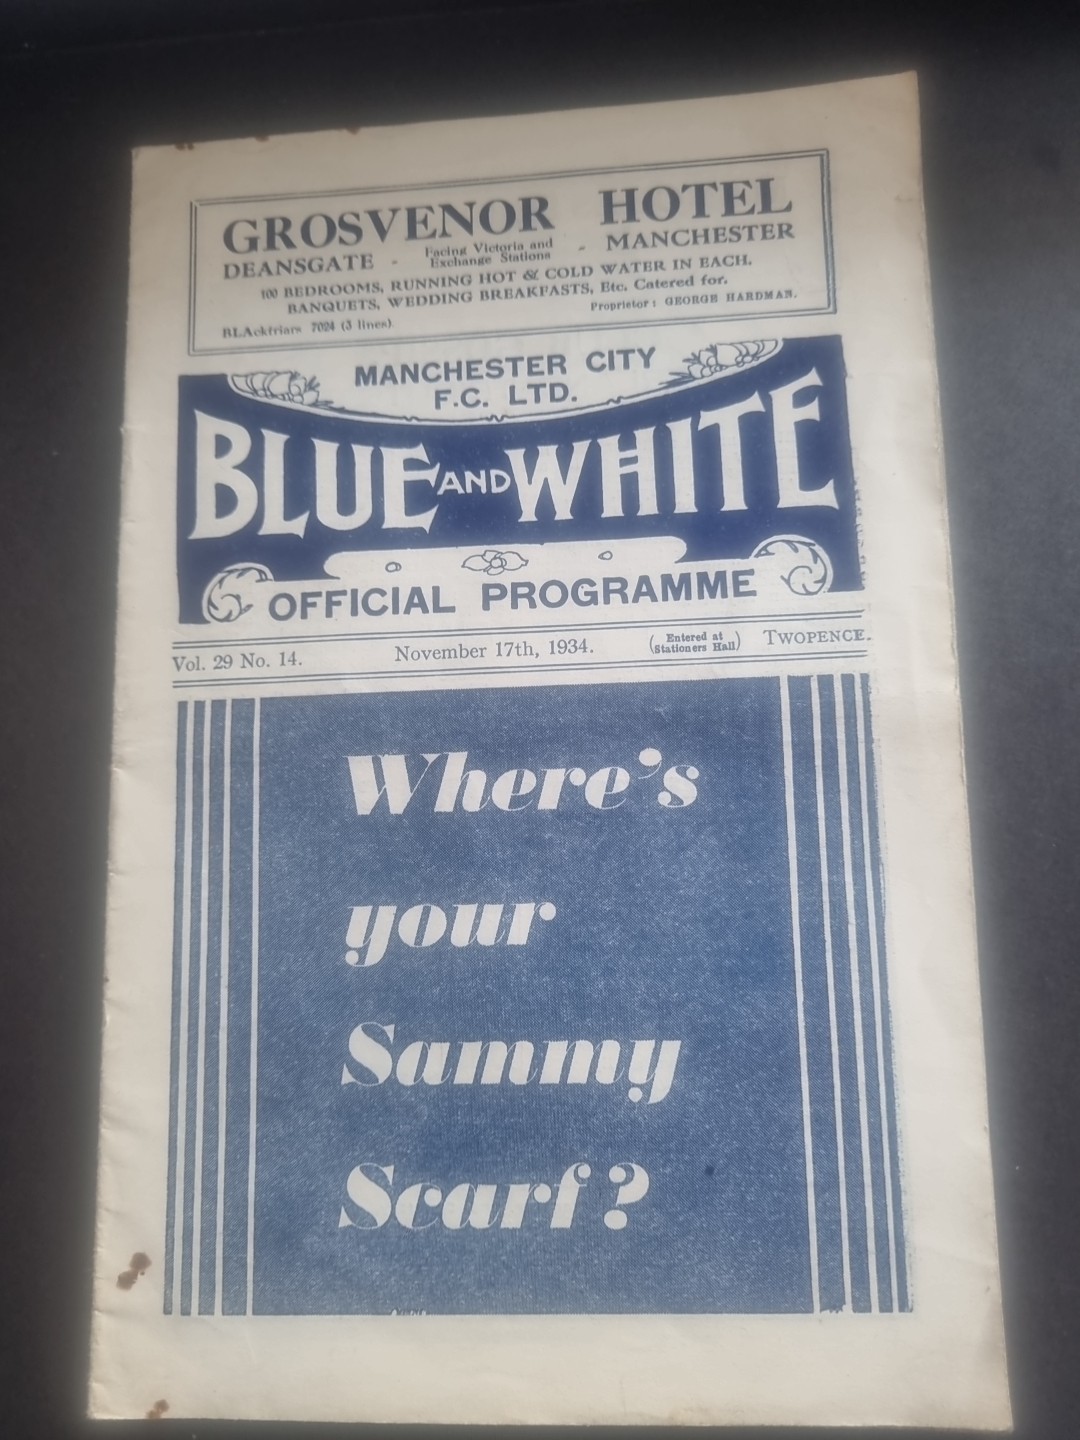 GROSVENOR HOTEL
DEANSGATE - Facing Victoria and Exchange Stations - MANCHESTER
100 BEDROOMS, RUNNING HOT & COLD WATER IN EACH.
BANQUETS, WEDDING BREAKFASTS, Etc. Catered for.
BLAckfriars 7024 (3 lines). Proprietor: GEORGE HARDMAN.
MANCHESTER CITY
F.C. LTD.
BLUE AND WHITE
OFFICIAL PROGRAMME
Vol. 29 No. 14. November 17th, 1934. (Entered at Stationers Hall) TWOPENCE.
Where's
your
Sammy
Scarf?